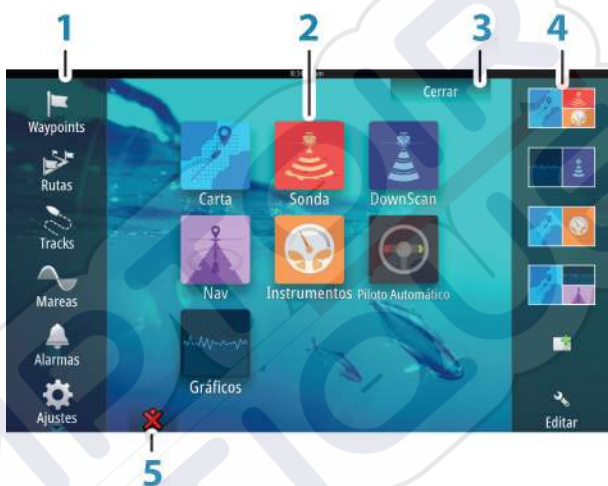 1
2
3
4
Cerrar
Waypoints
Rutas
Tracks
Mareas
Alarmas
Ajustes
Carta
Sonda
DownScan
Nav
Instrumentos
Piloto Automático
Gráficos
Editar
5